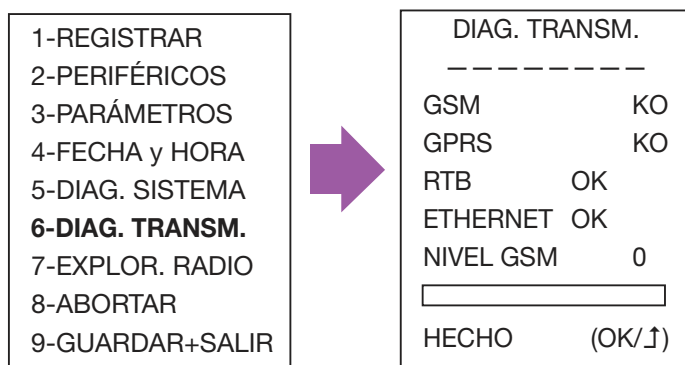 1-REGISTRAR
2-PERIFÉRICOS
3-PARÁMETROS
4-FECHA y HORA
5-DIAG. SISTEMA
6-DIAG. TRANSM.
7-EXPLOR. RADIO
8-ABORTAR
9-GUARDAR+SALIR
DIAG. TRANSM.
_ _ _ _ _ _ _ _
GSM KO
GPRS KO
RTB OK
ETHERNET OK
NIVEL GSM 0
HECHO (OK/⮥)